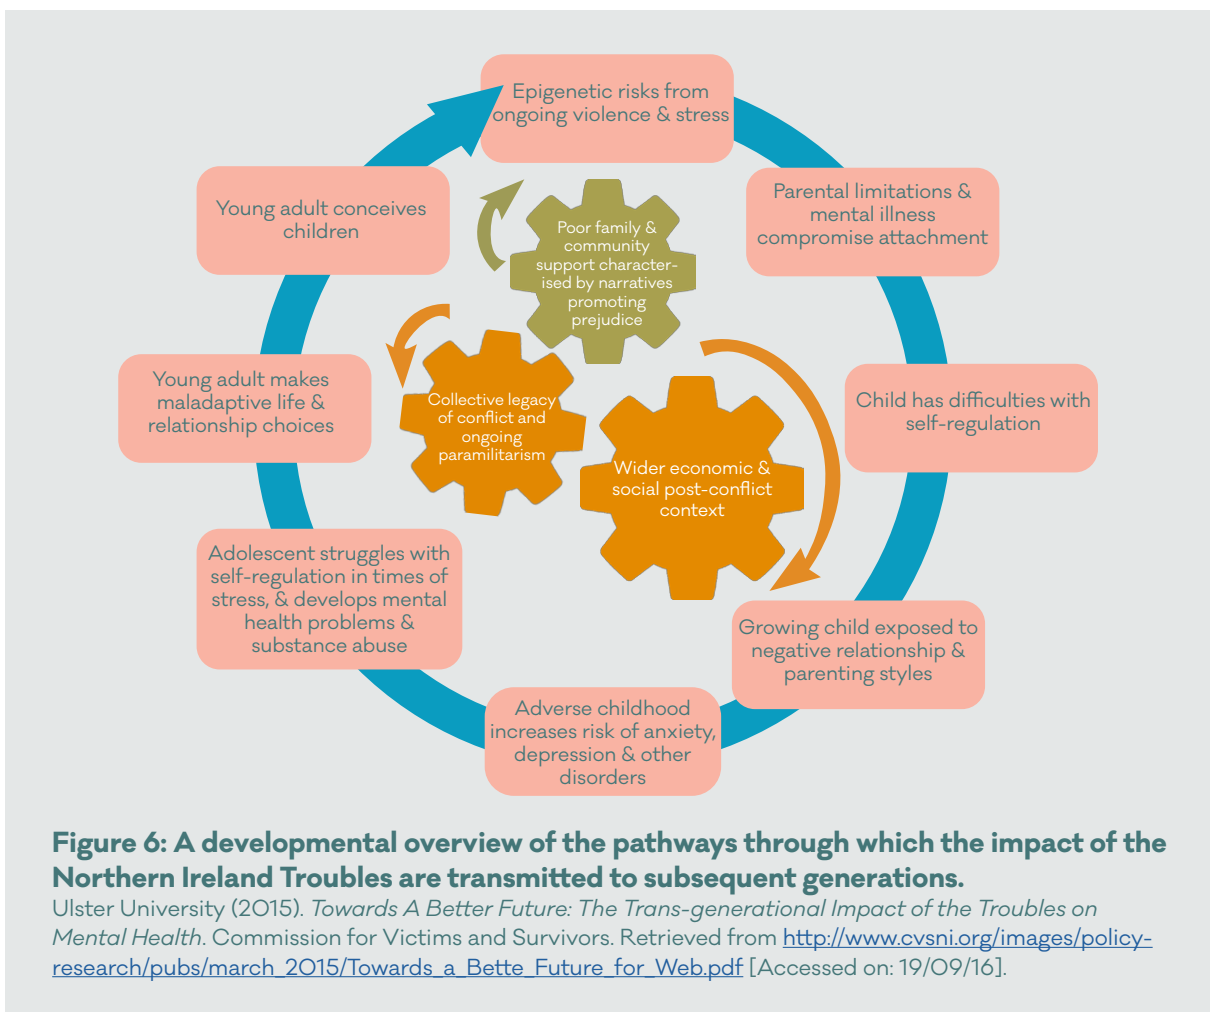 Epigenetic risks from
ongoing violence & stress
Parental limitations &
mental illness
compromise attachment
Child has difficulties with
self-regulation
Growing child exposed to
negative relationship &
parenting styles
Adverse childhood
increases risk of anxiety,
depression & other
disorders
Adolescent struggles with
self-regulation in times of
stress, & develops mental
health problems &
substance abuse
Young adult makes
maladaptive life &
relationship choices
Young adult conceives
children
Poor family &
community
support character-
ised by narratives
promoting
prejudice
Collective legacy
of conflict and
ongoing
paramilitarism
Wider economic &
social post-conflict
context
Figure 6: A developmental overview of the pathways through which the impact of the
Northern Ireland Troubles are transmitted to subsequent generations.
Ulster University (2015). Towards A Better Future: The Trans-generational Impact of the Troubles on
Mental Health. Commission for Victims and Survivors. Retrieved from http://www.cvsni.org/images/policy-
research/pubs/march_2015/Towards_a_Bette_Future_for_Web.pdf [Accessed on: 19/09/16].